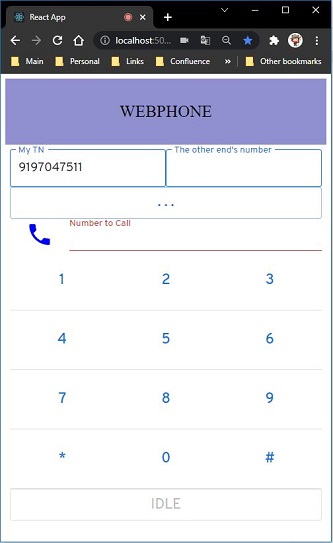 React App
localhost:50...
Main Personal Links Confluence » Other bookmarks
WEBPHONE
My TN The other end's number
9197047511
...
Number to Call
1 2 3
4 5 6
7 8 9
* 0 #
IDLE